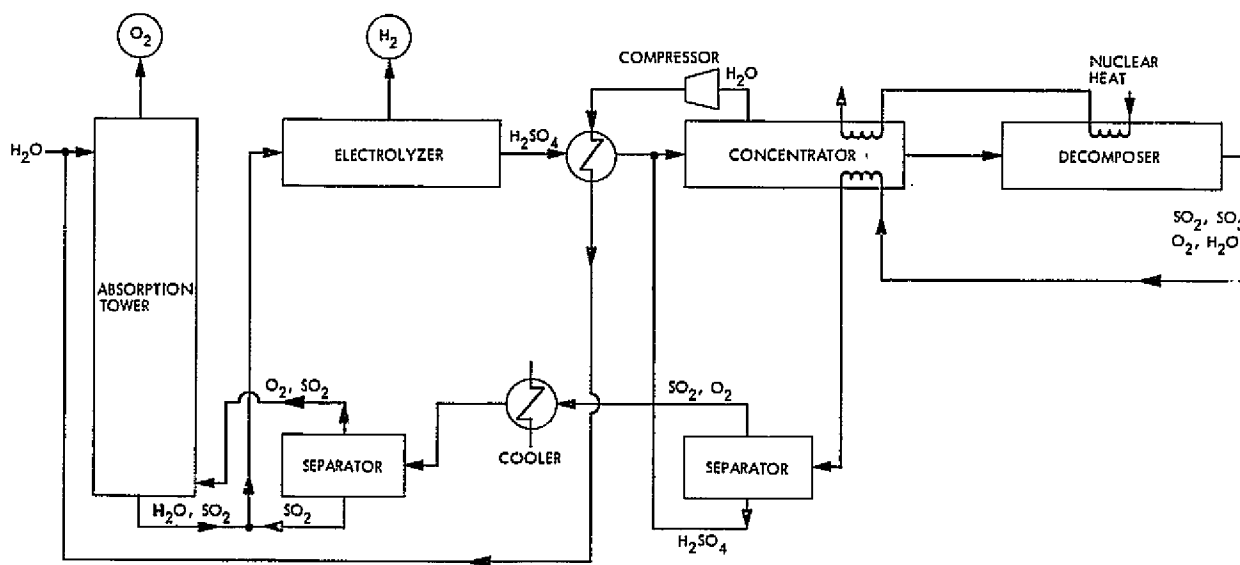 O₂
H₂
COMPRESSOR
H₂O
NUCLEAR
HEAT
H₂O
ELECTROLYZER
H₂SO₄
CONCENTRATOR
DECOMPOSER
SO₂, SO
O₂, H₂O
ABSORPTION
TOWER
O₂, SO₂
SO₂, O₂
SEPARATOR
COOLER
SEPARATOR
H₂O, SO₂
SO₂
H₂SO₄